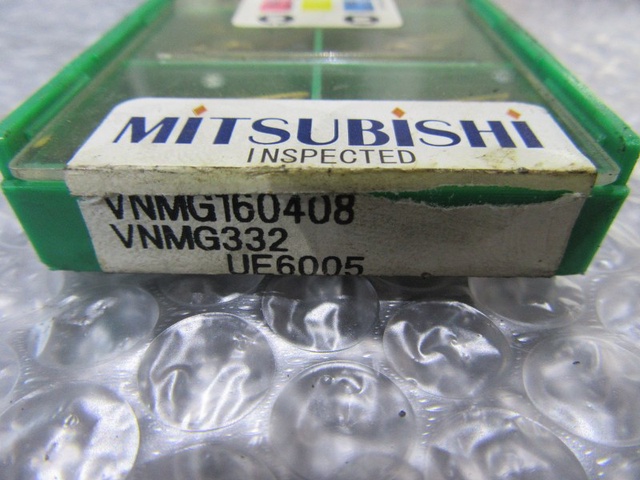 MITSUBISHI
INSPECTED
VNMG160408
VNMG332
UE6005